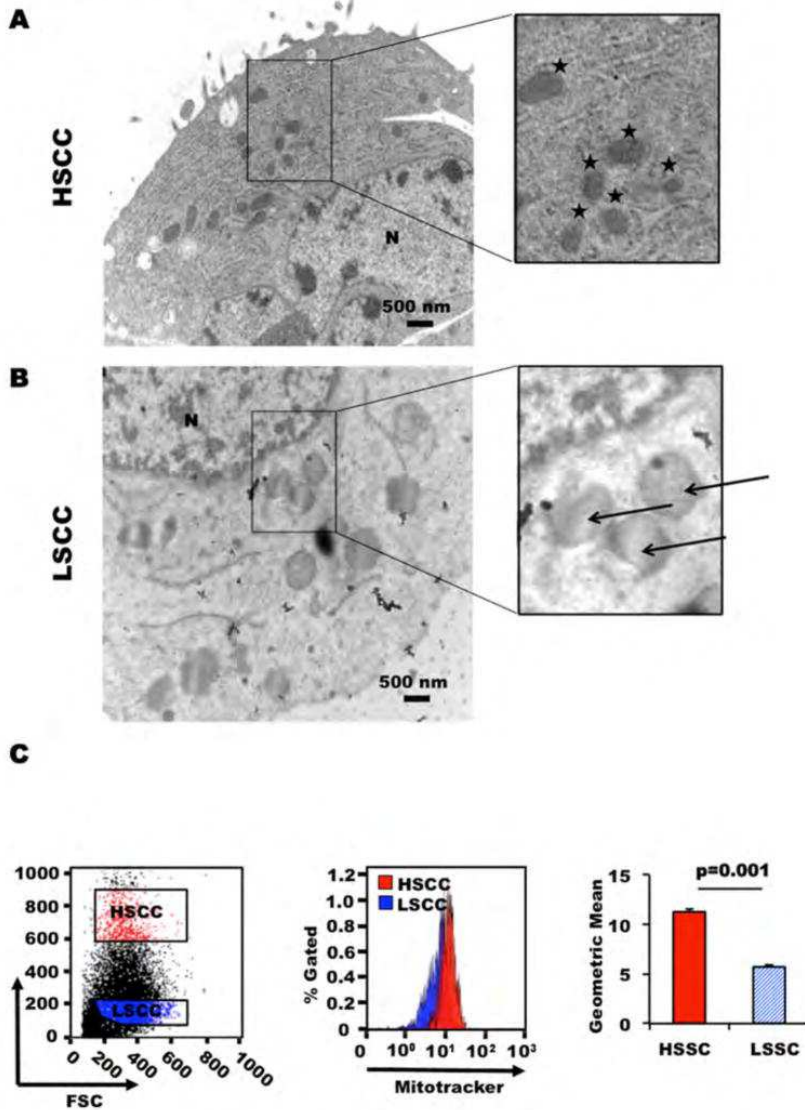 A
HSCC
N
500 nm
B
LSCC
N
500 nm
C
1000
800
600
400
200
0
HSCC
LSCC
0
200
400
600
800
1000
FSC
% Gated
1.2
1.0
0.8
0.6
0.4
0.2
0
HSCC
LSCC
0
10⁰
10¹
10²
10³
Mitotracker
Geometric Mean
15
10
5
0
p=0.001
HSSC
LSSC